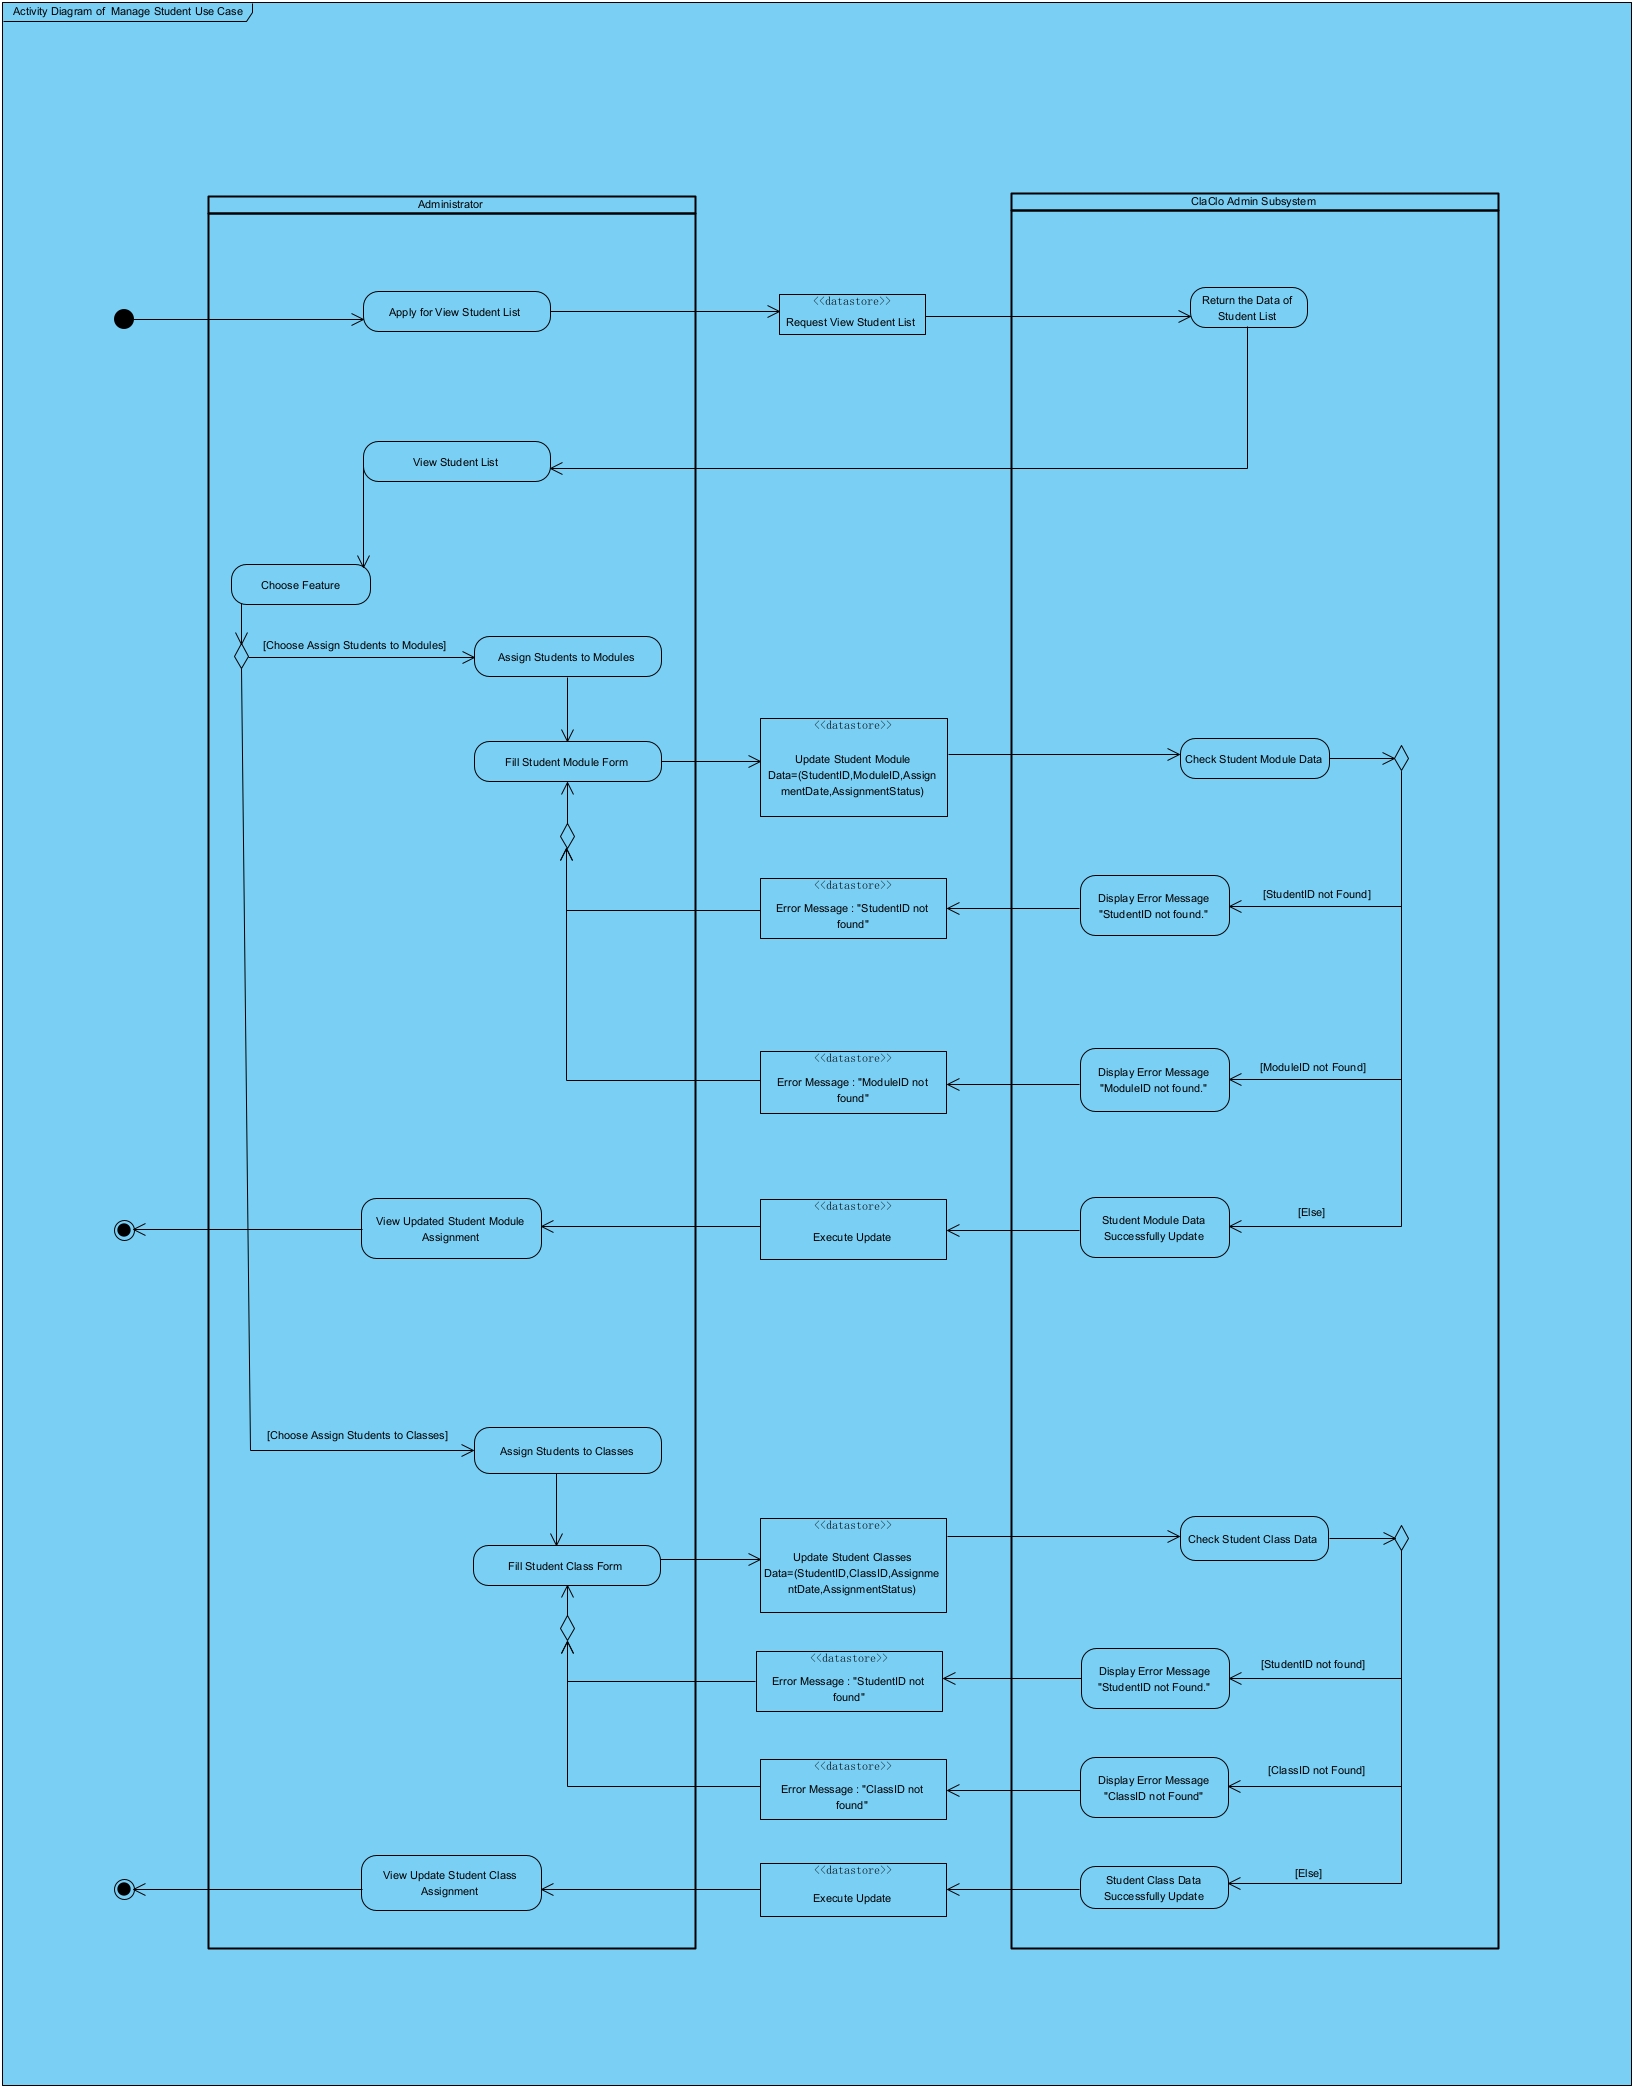 Activity Diagram of Manage Student Use Case
Administrator
ClaClo Admin Subsystem
Apply for View Student List
<<datastore>>
Request View Student List
Return the Data of
Student List
View Student List
Choose Feature
[Choose Assign Students to Modules]
Assign Students to Modules
Fill Student Module Form
<<datastore>>
Update Student Module
Data=(StudentID,ModuleID,Assign
mentDate,AssignmentStatus)
Check Student Module Data
<<datastore>>
Error Message : "StudentID not
found"
Display Error Message
"StudentID not found."
[StudentID not Found]
<<datastore>>
Error Message : "ModuleID not
found"
Display Error Message
"ModuleID not found."
[ModuleID not Found]
View Updated Student Module
Assignment
<<datastore>>
Execute Update
Student Module Data
Successfully Update
[Else]
[Choose Assign Students to Classes]
Assign Students to Classes
Fill Student Class Form
<<datastore>>
Update Student Classes
Data=(StudentID,ClassID,Assignme
ntDate,AssignmentStatus)
Check Student Class Data
<<datastore>>
Error Message : "StudentID not
found"
Display Error Message
"StudentID not Found."
[StudentID not found]
<<datastore>>
Error Message : "ClassID not
found"
Display Error Message
"ClassID not Found"
[ClassID not Found]
View Update Student Class
Assignment
<<datastore>>
Execute Update
Student Class Data
Successfully Update
[Else]